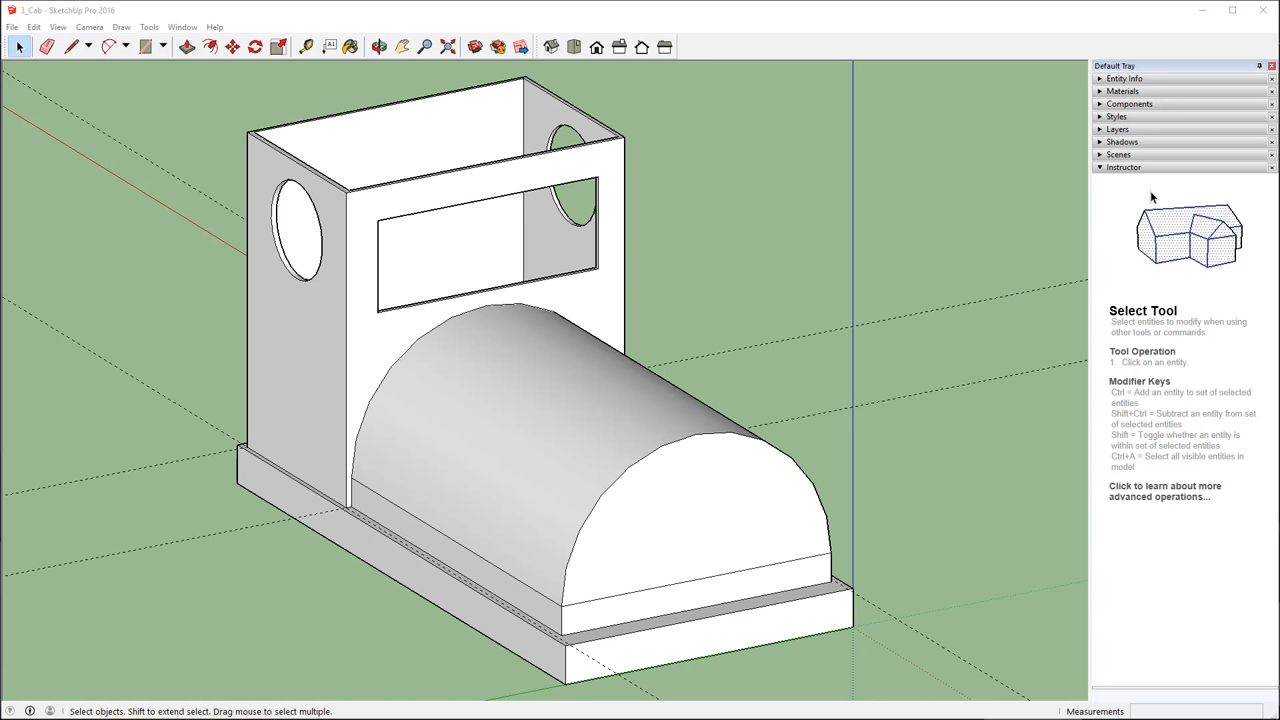 3_Cab - SketchUp Pro 2016
File Edit View Camera Draw Tools Window Help
A1
Default Tray
Entity Info
Materials
Components
Styles
Layers
Shadows
Scenes
Instructor
Select Tool
Select entities to modify when using
other tools or commands.
Tool Operation
1. Click on an entity.
Modifier Keys
Ctrl = Add an entity to set of selected
entities
Shift+Ctrl = Subtract an entity from set
of selected entities
Shift = Toggle whether an entity is
within set of selected entities
Ctrl+A = Select all visible entities in
model
Click to learn about more
advanced operations...
Select objects. Shift to extend select. Drag mouse to select multiple.
Measurements